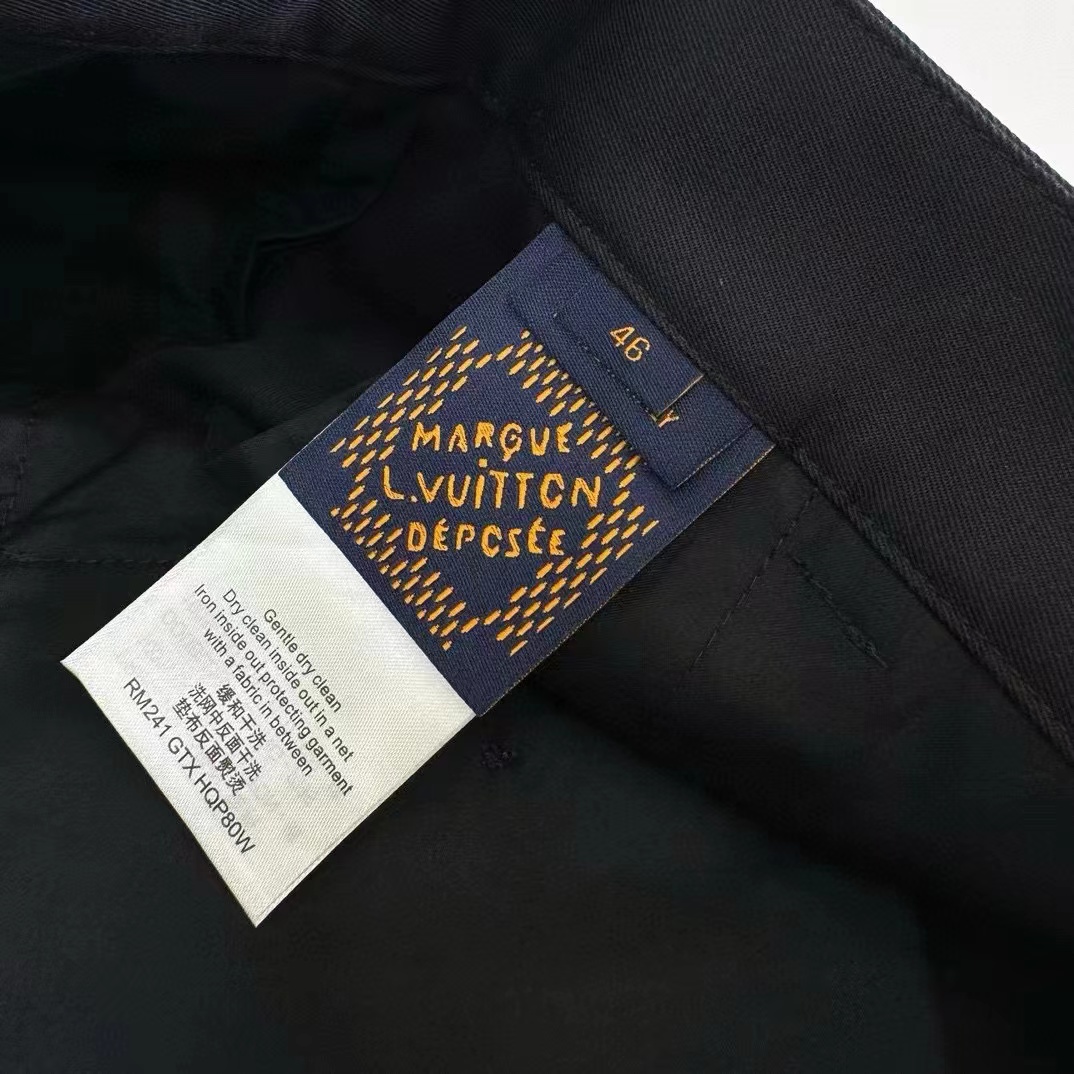 46
Y
MARQUE
L.VUITTON
DÉPOSÉE
Gentle dry clean
Dry clean inside out in a net
Iron inside out protecting garment
with a fabric in between
缓和干洗
洗网中反面干洗
垫布反面熨烫
RM241 GTX HQP80W